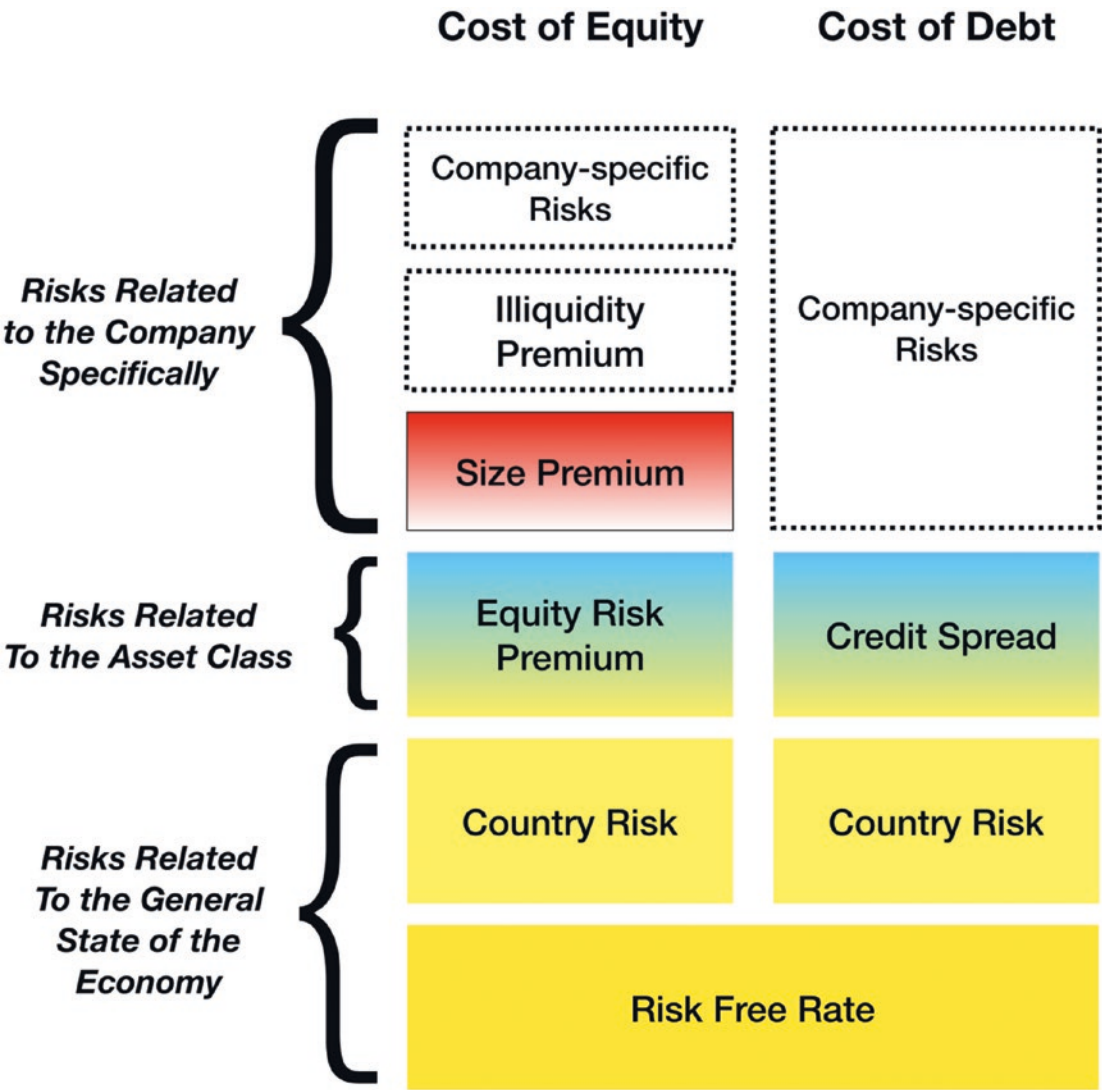 Cost of Equity
Cost of Debt
Risks Related
to the Company
Specifically
Company-specific
Risks
Illiquidity
Premium
Size Premium
Company-specific
Risks
Risks Related
To the Asset Class
Equity Risk
Premium
Credit Spread
Risks Related
To the General
State of the
Economy
Country Risk
Country Risk
Risk Free Rate